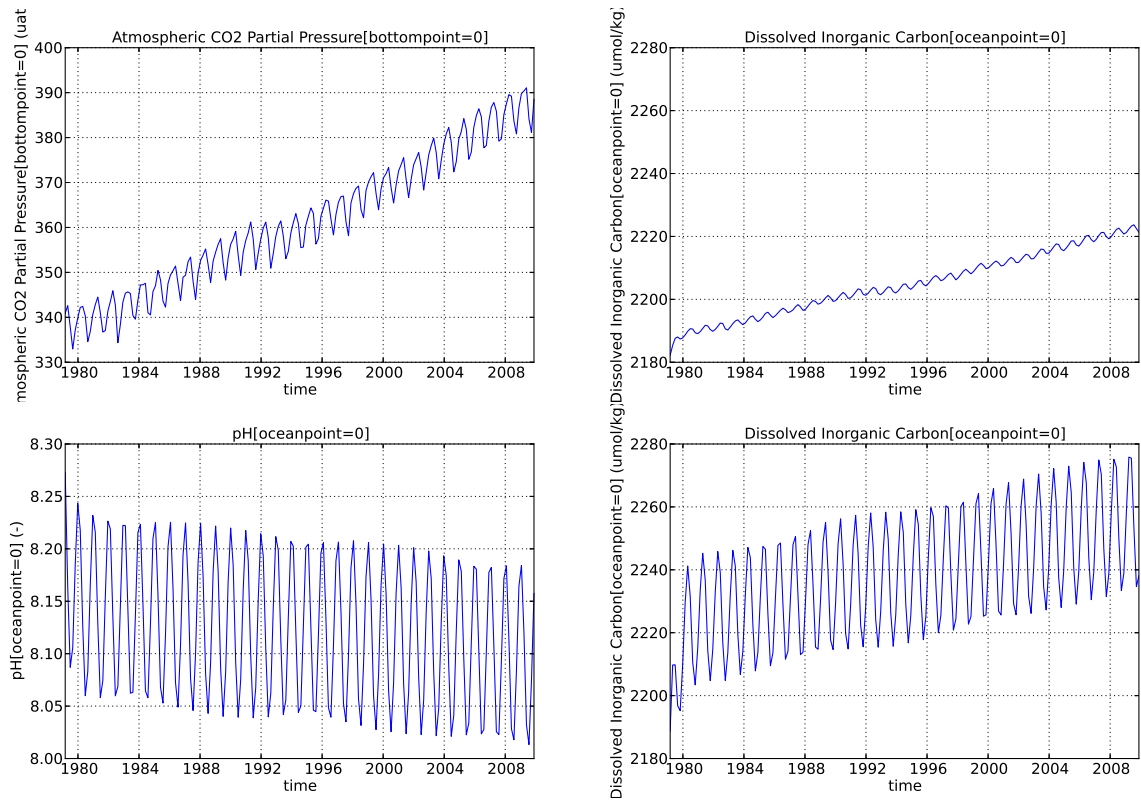 Atmospheric CO2 Partial Pressure[bottompoint=0]
mospheric CO2 Partial Pressure[bottompoint=0] (uat
400
390
380
370
360
350
340
330
1980 1984 1988 1992 1996 2000 2004 2008
time
Dissolved Inorganic Carbon[oceanpoint=0]
Dissolved Inorganic Carbon[oceanpoint=0] (umol/kg)
2280
2260
2240
2220
2200
2180
1980 1984 1988 1992 1996 2000 2004 2008
time
pH[oceanpoint=0]
pH[oceanpoint=0] (-)
8.30
8.25
8.20
8.15
8.10
8.05
8.00
1980 1984 1988 1992 1996 2000 2004 2008
time
Dissolved Inorganic Carbon[oceanpoint=0]
Dissolved Inorganic Carbon[oceanpoint=0] (umol/kg)
2280
2260
2240
2220
2200
2180
1980 1984 1988 1992 1996 2000 2004 2008
time